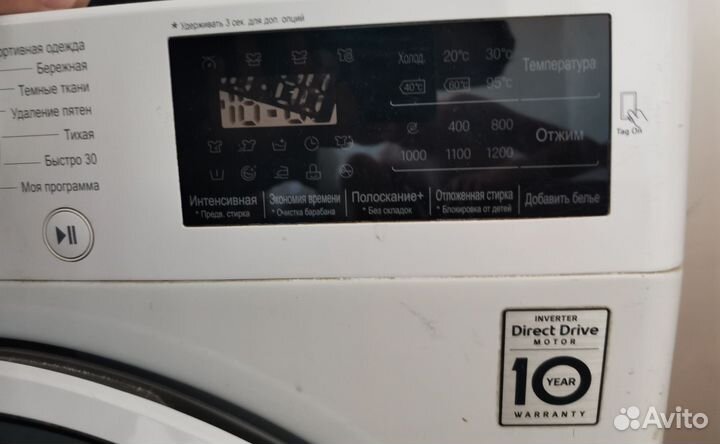 ★ Удерживать 3 сек. для доп. опций
ортивная одежда
Бережная
Темные ткани
Удаление пятен
Тихая
Быстро 30
Моя программа
Холод. 20°c 30°c
40°c 60°c 95°c
Температура
400 800
1000 1100 1200
Отжим
Интенсивная
* Предв. стирка
Экономия времени
* Очистка барабана
Полоскание+
* Без складок
Отложенная стирка
* Блокировка от детей
Добавить белье
Tag On
INVERTER
Direct Drive
MOTOR
10 YEAR
WARRANTY
Avito